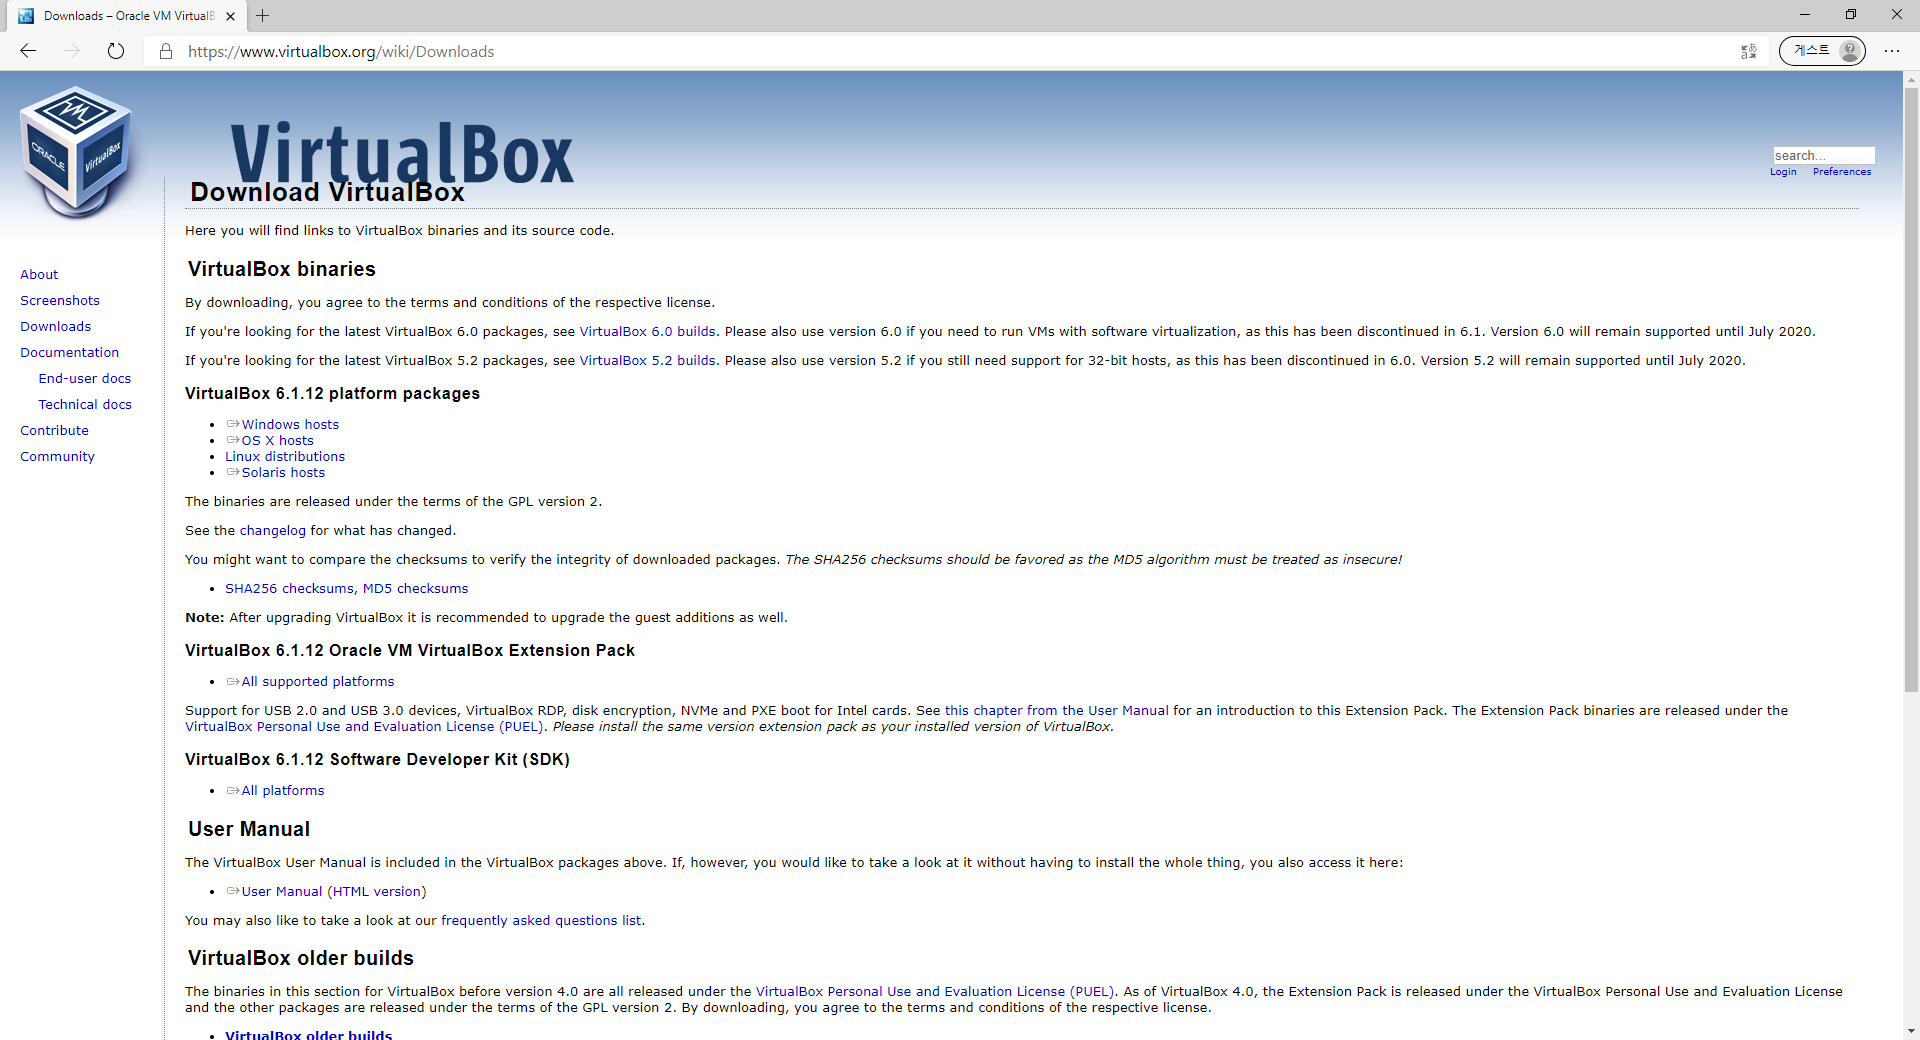 Downloads – Oracle VM VirtualB
https://www.virtualbox.org/wiki/Downloads
게스트
ORACLE
VirtualBox
VirtualBox
search...
Login Preferences
Download VirtualBox
Here you will find links to VirtualBox binaries and its source code.
About
Screenshots
Downloads
Documentation
End-user docs
Technical docs
Contribute
Community
VirtualBox binaries
By downloading, you agree to the terms and conditions of the respective license.
If you're looking for the latest VirtualBox 6.0 packages, see VirtualBox 6.0 builds. Please also use version 6.0 if you need to run VMs with software virtualization, as this has been discontinued in 6.1. Version 6.0 will remain supported until July 2020.
If you're looking for the latest VirtualBox 5.2 packages, see VirtualBox 5.2 builds. Please also use version 5.2 if you still need support for 32-bit hosts, as this has been discontinued in 6.0. Version 5.2 will remain supported until July 2020.
VirtualBox 6.1.12 platform packages
• Windows hosts
• OS X hosts
• Linux distributions
• Solaris hosts
The binaries are released under the terms of the GPL version 2.
See the changelog for what has changed.
You might want to compare the checksums to verify the integrity of downloaded packages. The SHA256 checksums should be favored as the MD5 algorithm must be treated as insecure!
• SHA256 checksums, MD5 checksums
Note: After upgrading VirtualBox it is recommended to upgrade the guest additions as well.
VirtualBox 6.1.12 Oracle VM VirtualBox Extension Pack
• All supported platforms
Support for USB 2.0 and USB 3.0 devices, VirtualBox RDP, disk encryption, NVMe and PXE boot for Intel cards. See this chapter from the User Manual for an introduction to this Extension Pack. The Extension Pack binaries are released under the
VirtualBox Personal Use and Evaluation License (PUEL). Please install the same version extension pack as your installed version of VirtualBox.
VirtualBox 6.1.12 Software Developer Kit (SDK)
• All platforms
User Manual
The VirtualBox User Manual is included in the VirtualBox packages above. If, however, you would like to take a look at it without having to install the whole thing, you also access it here:
• User Manual (HTML version)
You may also like to take a look at our frequently asked questions list.
VirtualBox older builds
The binaries in this section for VirtualBox before version 4.0 are all released under the VirtualBox Personal Use and Evaluation License (PUEL). As of VirtualBox 4.0, the Extension Pack is released under the VirtualBox Personal Use and Evaluation License
and the other packages are released under the terms of the GPL version 2. By downloading, you agree to the terms and conditions of the respective license.
• VirtualBox older builds